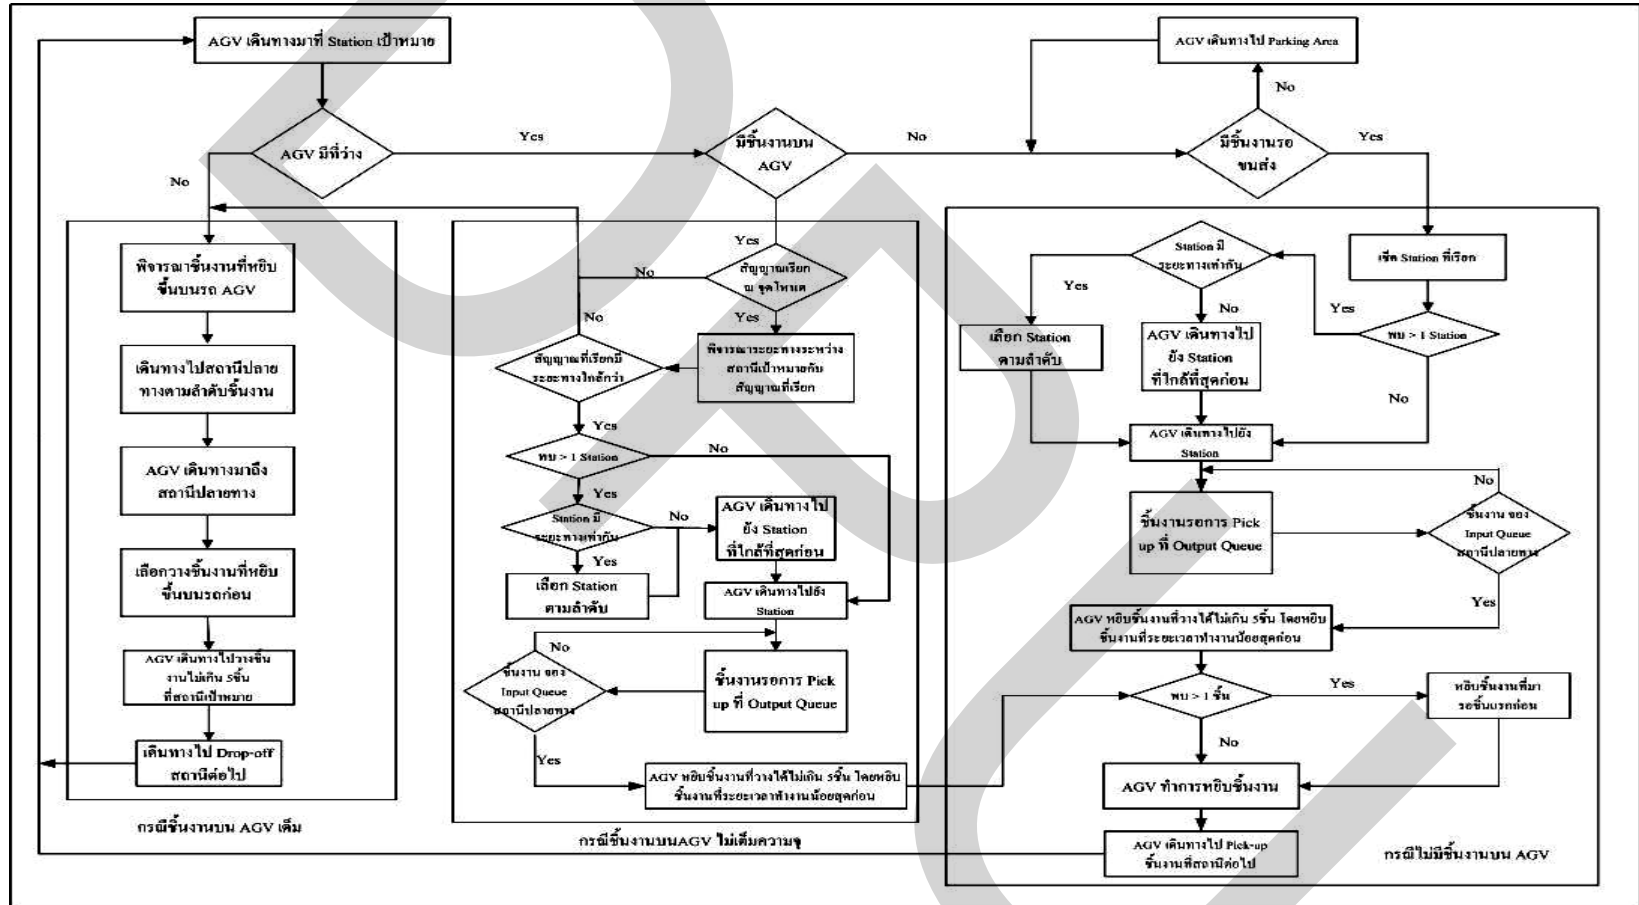 AGV เดินทางมาที่ Station เป้าหมาย
AGV เดินทางไป Parking Area
No
AGV มีที่ว่าง
Yes
มีชิ้นงานบน
AGV
No
มีชิ้นงานรอ
ขนส่ง
Yes
No
พิจารณาชิ้นงานที่หยิบ
ขึ้นบนรถ AGV
เดินทางไปสถานีปลาย
ทางตามลำดับชิ้นงาน
AGV เดินทางมาถึง
สถานีปลายทาง
เลือกวางชิ้นงานที่หยิบ
ขึ้นบนรถก่อน
AGV เดินทางไปวางชิ้น
งานไม่เกิน 5ชิ้น
ที่สถานีเป้าหมาย
เดินทางไป Drop-off
สถานีต่อไป
กรณีชิ้นงานบน AGV เต็ม
Yes
สัญญาณเรียก
ณ จุดโหนด
No
Yes
No
พิจารณาระยะทางระหว่าง
สถานีเป้าหมายกับ
สัญญาณที่เรียก
สัญญาณที่เรียกมี
ระยะทางใกล้กว่า
Yes
พบ > 1 Station
No
Yes
Station มี
ระยะทางเท่ากัน
No
AGV เดินทางไป
ยัง Station
ที่ใกล้ที่สุดก่อน
Yes
เลือก Station
ตามลำดับ
AGV เดินทางไปยัง
Station
No
ชิ้นงาน ของ
Input Queue
สถานีปลายทาง
ชิ้นงานรอการ Pick
up ที่ Output Queue
Yes
AGV หยิบชิ้นงานที่วางได้ไม่เกิน 5ชิ้น โดยหยิบ
ชิ้นงานที่ระยะเวลาทำงานน้อยสุดก่อน
กรณีชิ้นงานบนAGV ไม่เต็มความจุ
Station มี
ระยะทางเท่ากัน
เช็ค Station ที่เรียก
Yes
No
Yes
พบ > 1 Station
เลือก Station
ตามลำดับ
AGV เดินทางไป
ยัง Station
ที่ใกล้ที่สุดก่อน
No
AGV เดินทางไปยัง
Station
No
ชิ้นงานรอการ Pick
up ที่ Output Queue
ชิ้นงาน ของ
Input Queue
สถานีปลายทาง
Yes
AGV หยิบชิ้นงานที่วางได้ไม่เกิน 5ชิ้น โดยหยิบ
ชิ้นงานที่ระยะเวลาทำงานน้อยสุดก่อน
พบ > 1 ชิ้น
Yes
หยิบชิ้นงานที่มา
รอชิ้นแรกก่อน
No
AGV ทำการหยิบชิ้นงาน
AGV เดินทางไป Pick-up
ชิ้นงานที่สถานีต่อไป
กรณีไม่มีชิ้นงานบน AGV